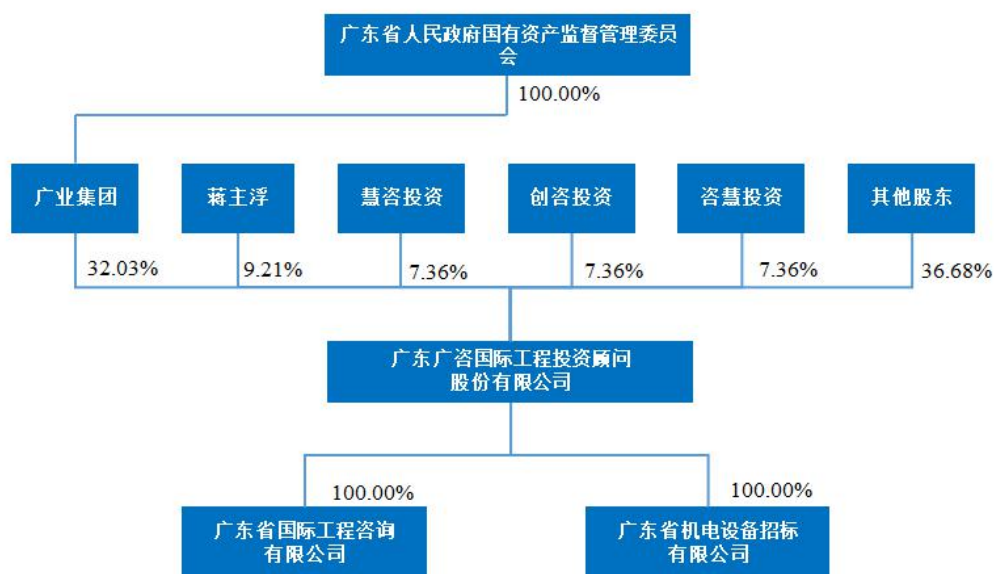 广东省人民政府国有资产监督管理委员
会
100.00%
广业集团
蒋主浮
慧咨投资
创咨投资
咨慧投资
其他股东
32.03%
9.21%
7.36%
7.36%
7.36%
36.68%
广东广咨国际工程投资顾问
股份有限公司
100.00%
100.00%
广东省国际工程咨询
有限公司
广东省机电设备招标
有限公司